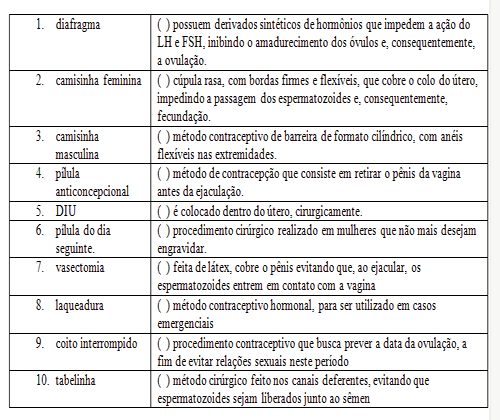 1. diafragma ( ) possuem derivados sintéticos de hormônios que impedem a ação do
LH e FSH, inibindo o amadurecimento dos óvulos e, consequentemente,
a ovulação.
2. camisinha feminina ( ) cúpula rasa, com bordas firmes e flexíveis, que cobre o colo do útero,
impedindo a passagem dos espermatozoides e, consequentemente,
fecundação.
3. camisinha ( ) método contraceptivo de barreira de formato cilíndrico, com anéis
masculina flexíveis nas extremidades.
4. pílula ( ) método de contracepção que consiste em retirar o pênis da vagina
anticoncepcional antes da ejaculação.
5. DIU ( ) é colocado dentro do útero, cirurgicamente.
6. pílula do dia ( ) procedimento cirúrgico realizado em mulheres que não mais desejam
seguinte. engravidar.
7. vasectomia ( ) feita de látex, cobre o pênis evitando que, ao ejacular, os
espermatozoides entrem em contato com a vagina
8. laqueadura ( ) método contraceptivo hormonal, para ser utilizado em casos
emergenciais
9. coito interrompido ( ) procedimento contraceptivo que busca prever a data da ovulação, a
fim de evitar relações sexuais neste período
10. tabelinha ( ) método cirúrgico feito nos canais deferentes, evitando que
espermatozoides sejam liberados junto ao sêmen